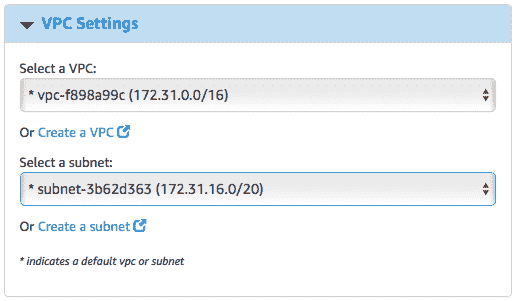 VPC Settings
Select a VPC:
* vpc-f898a99c (172.31.0.0/16)
Or Create a VPC
Select a subnet:
* subnet-3b62d363 (172.31.16.0/20)
Or Create a subnet
* indicates a default vpc or subnet